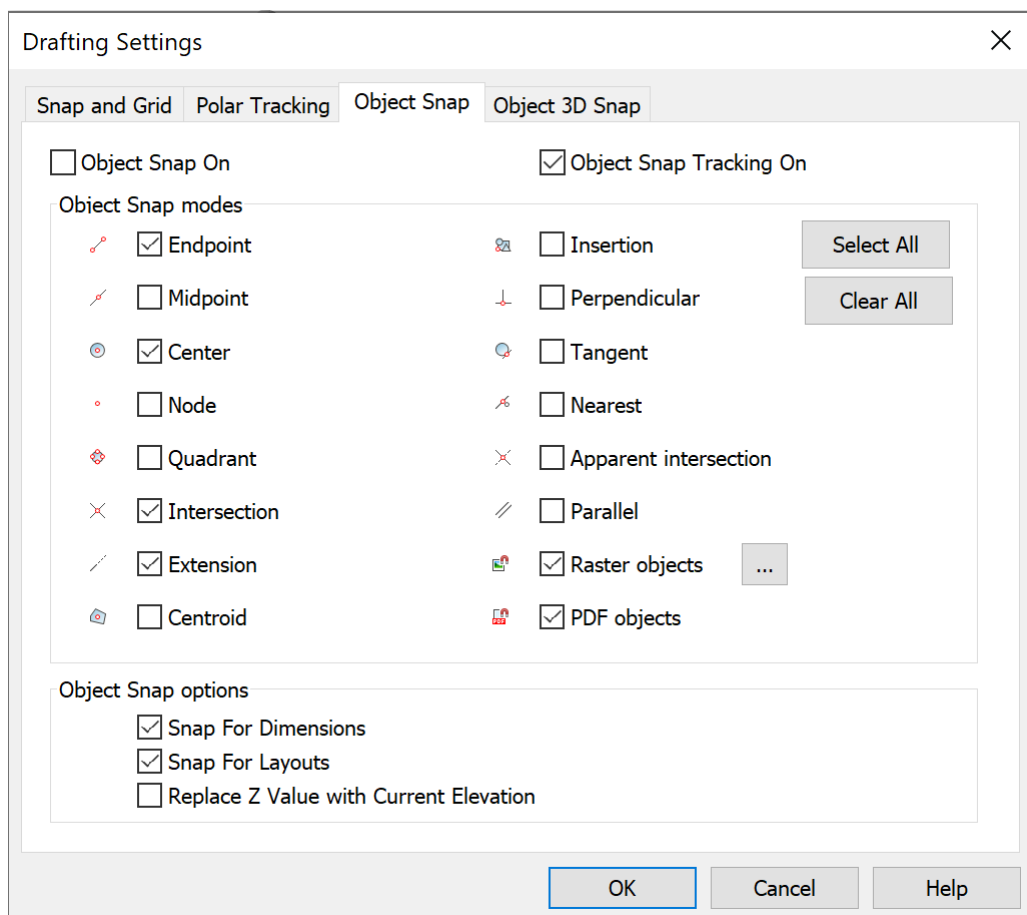 Drafting Settings
Snap and Grid Polar Tracking Object Snap Object 3D Snap
Object Snap On Object Snap Tracking On
Object Snap modes
Endpoint Insertion Select All
Midpoint Perpendicular Clear All
Center Tangent
Node Nearest
Quadrant Apparent intersection
Intersection Parallel
Extension Raster objects ...
Centroid PDF PDF objects
Object Snap options
Snap For Dimensions
Snap For Layouts
Replace Z Value with Current Elevation
OK Cancel Help